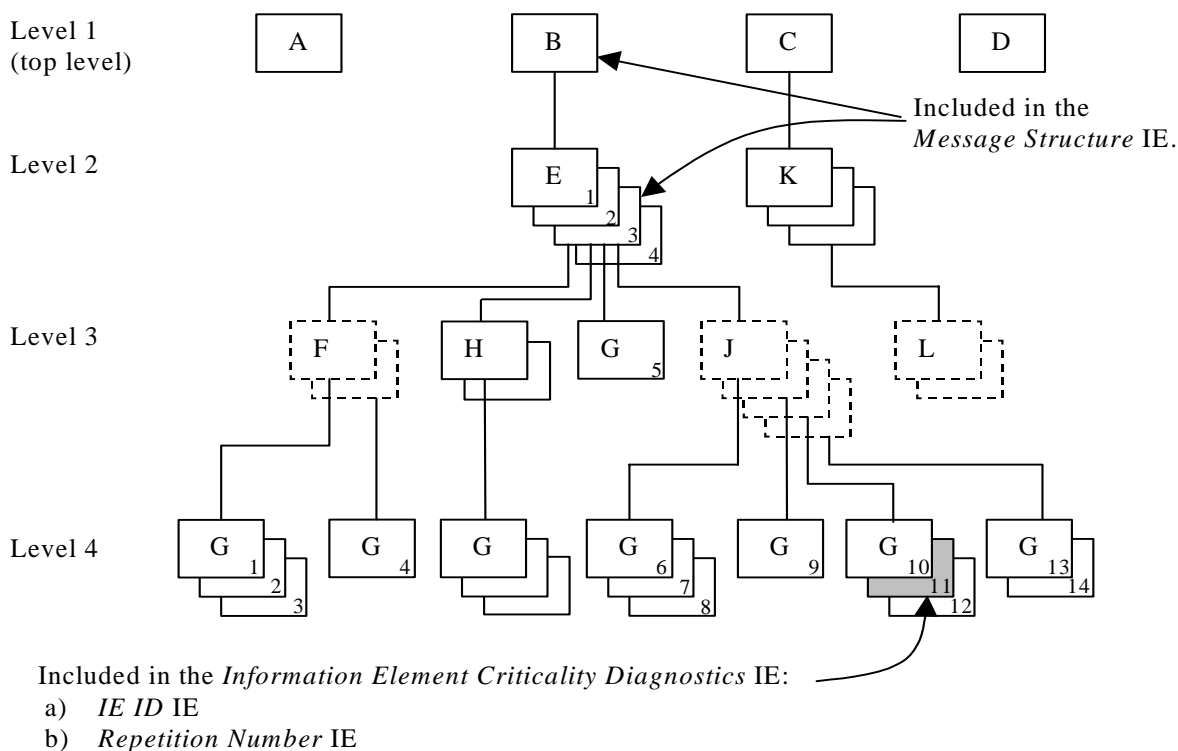 Level 1
(top level)
A
B
C
D
Included in the
Message Structure IE.
Level 2
E
1
2
3
4
K
Level 3
F
H
G
5
J
L
Level 4
G
1
2
3
G
4
G
G
6
7
8
G
9
G
10
11
12
G
13
14
Included in the Information Element Criticality Diagnostics IE:
a) IE ID IE
b) Repetition Number IE